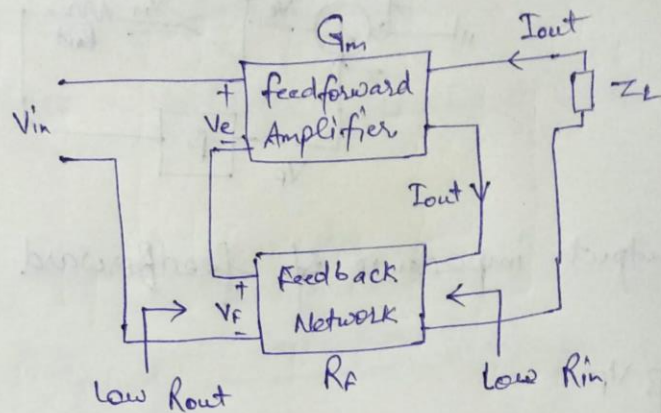 Gm
Iout
+
feedforward
Vin
Ve
Amplifier
-
ZL
Iout
+
Feedback
VF
Network
-
RF
Low Rout
Low Rin